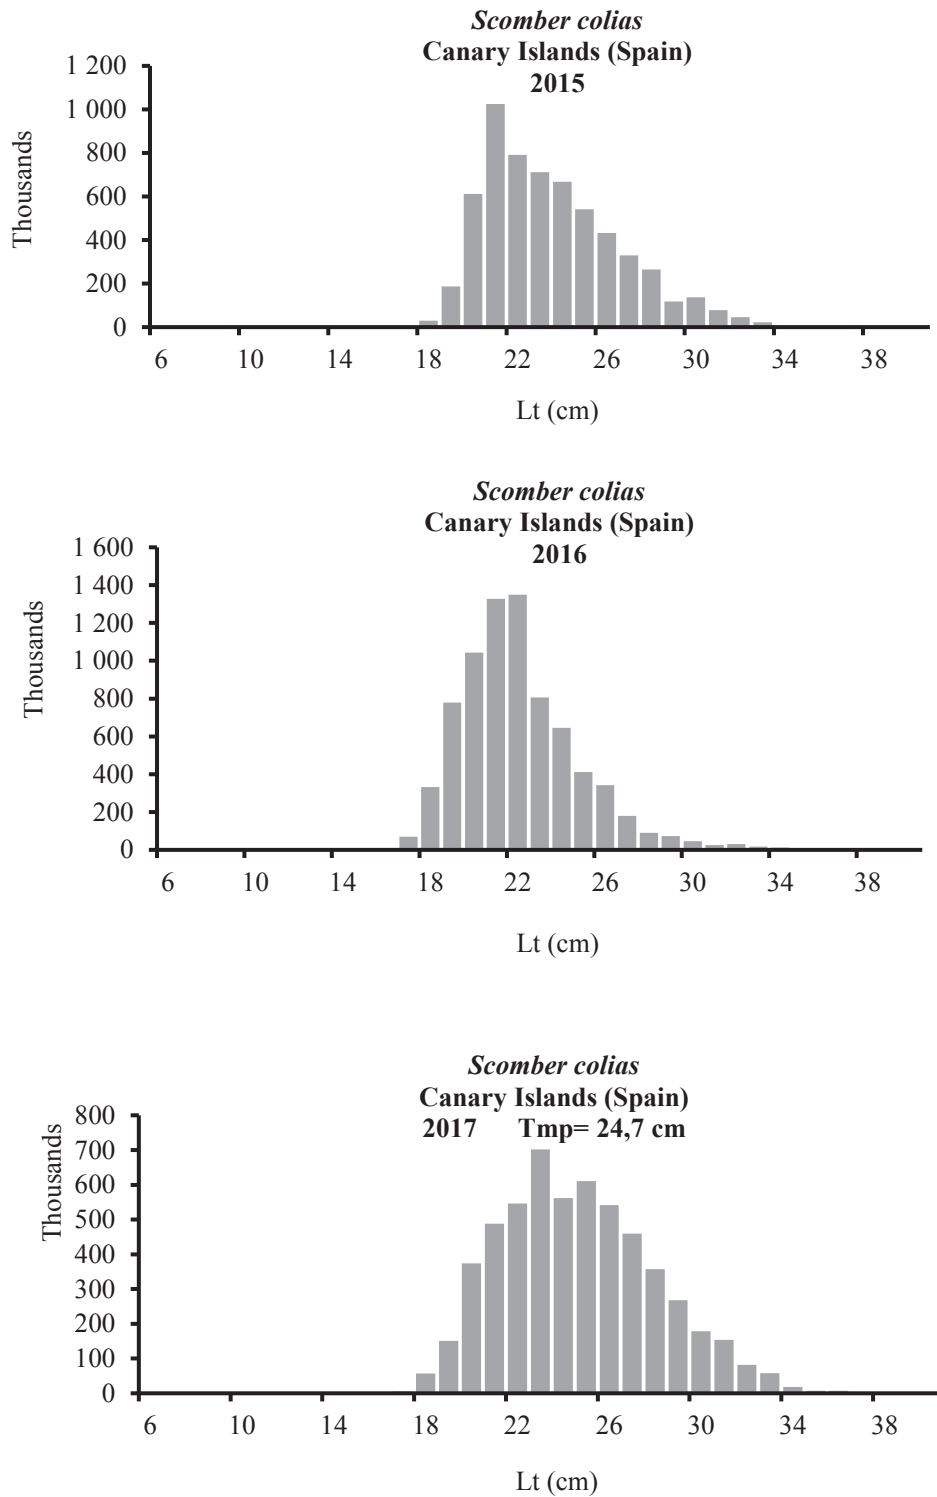 Scomber colias
Canary Islands (Spain)
2015
1 200
1 000
800
600
400
200
0
Thousands
6 10 14 18 22 26 30 34 38
Lt (cm)
Scomber colias
Canary Islands (Spain)
2016
1 600
1 400
1 200
1 000
800
600
400
200
0
Thousands
6 10 14 18 22 26 30 34 38
Lt (cm)
Scomber colias
Canary Islands (Spain)
2017 Tmp= 24,7 cm
800
700
600
500
400
300
200
100
0
Thousands
6 10 14 18 22 26 30 34 38
Lt (cm)